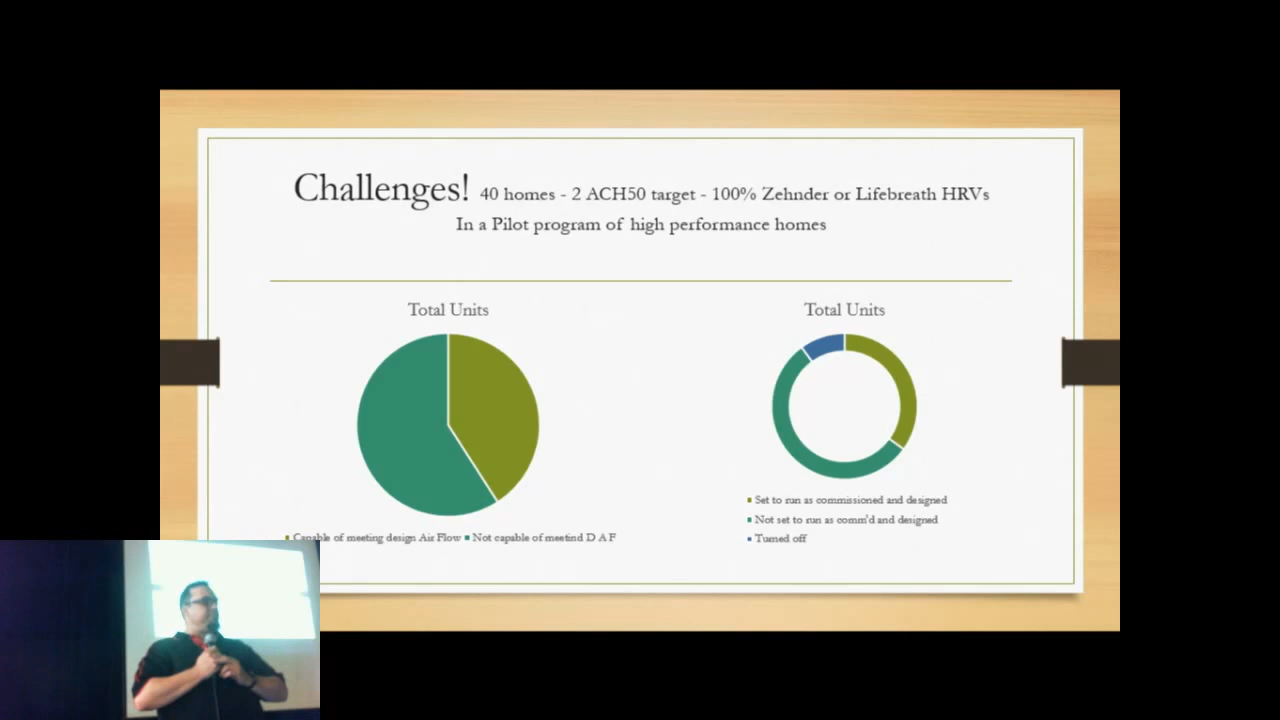 Challenges! 40 homes - 2 ACH50 target - 100% Zehnder or Lifebreath HRVs
In a Pilot program of high performance homes
Total Units
Capable of meeting design Air Flow Not capable of meetind D A F
Total Units
Set to run as commissioned and designed
Not set to run as comm'd and designed
Turned off